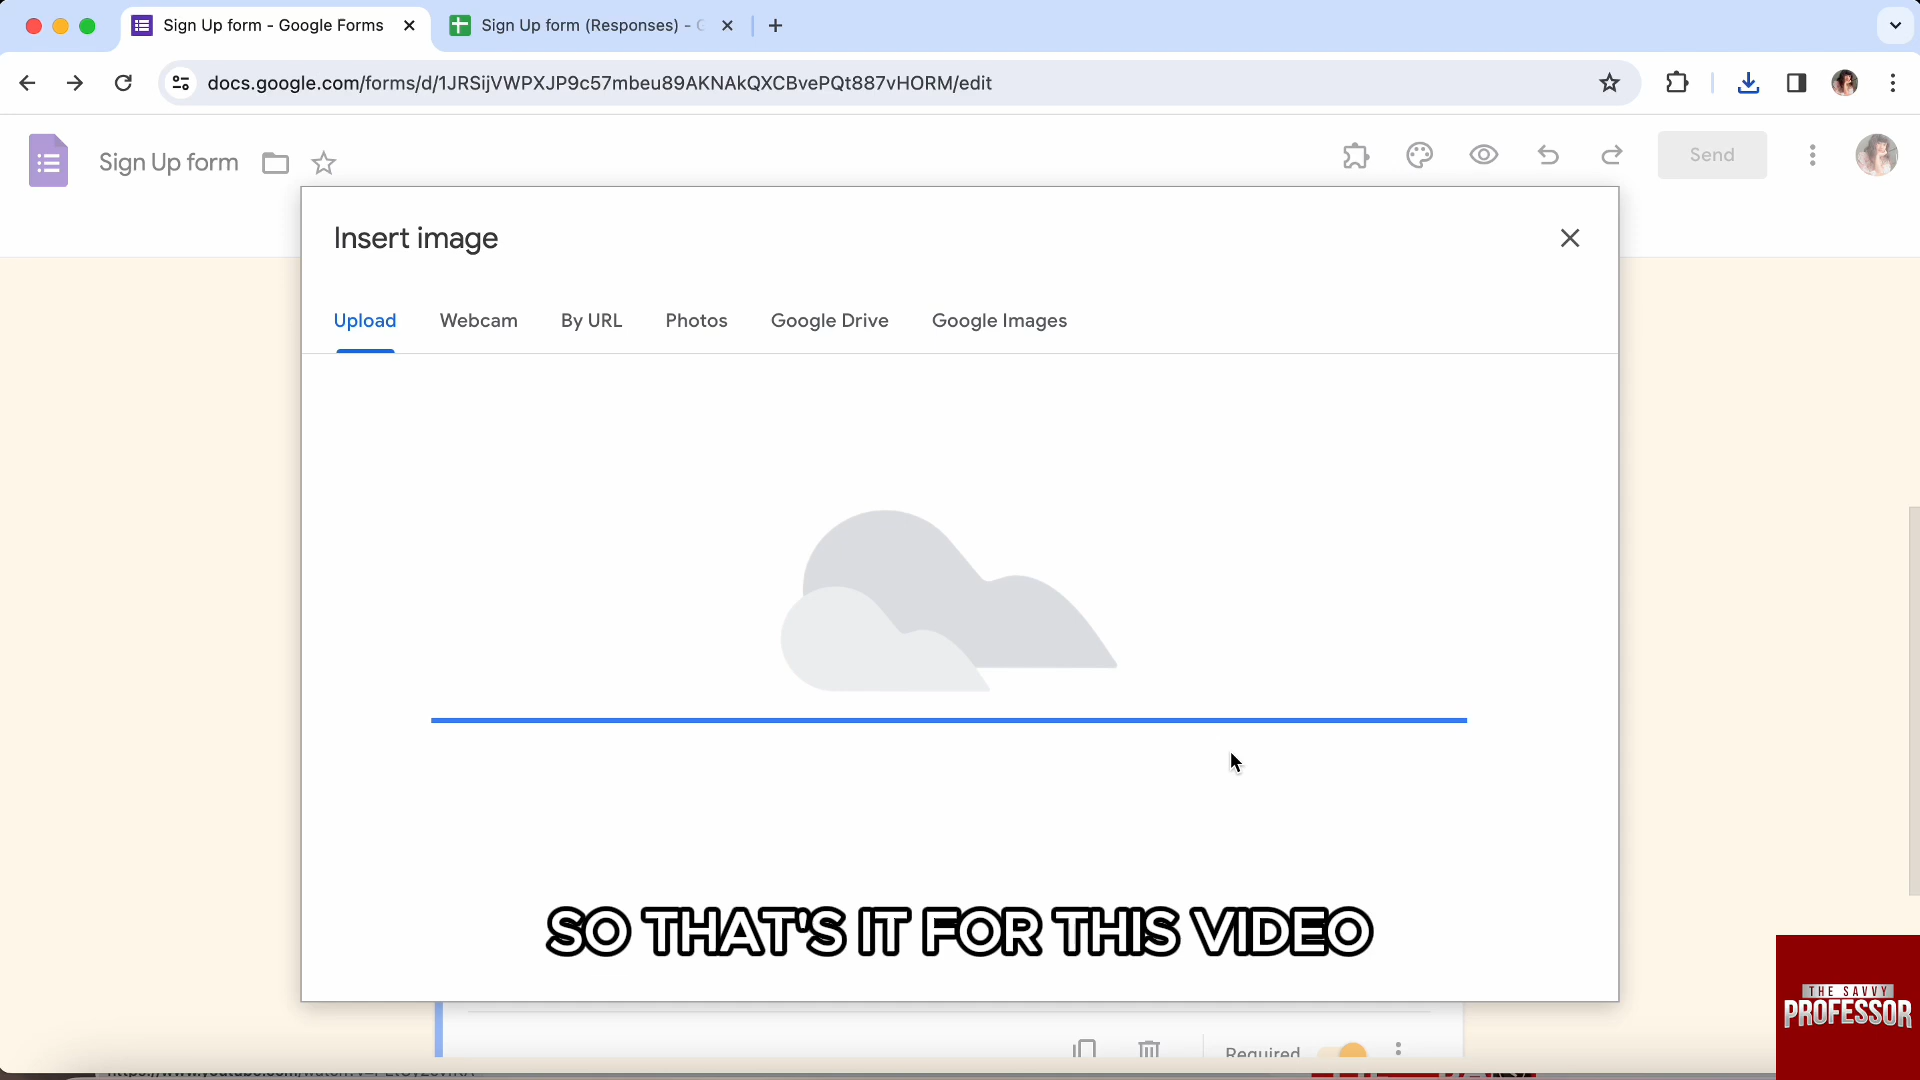 Sign Up form - Google Forms
Sign Up form (Responses) -
docs.google.com/forms/d/1JRSijVWPXJP9c57mbeu89AKNAkQXCBvePQt887vHORM/edit
Sign Up form
Send
Insert image
Upload
Webcam
By URL
Photos
Google Drive
Google Images
SO THAT'S IT FOR THIS VIDEO
THE SAVVY
PROFESSOR
Required